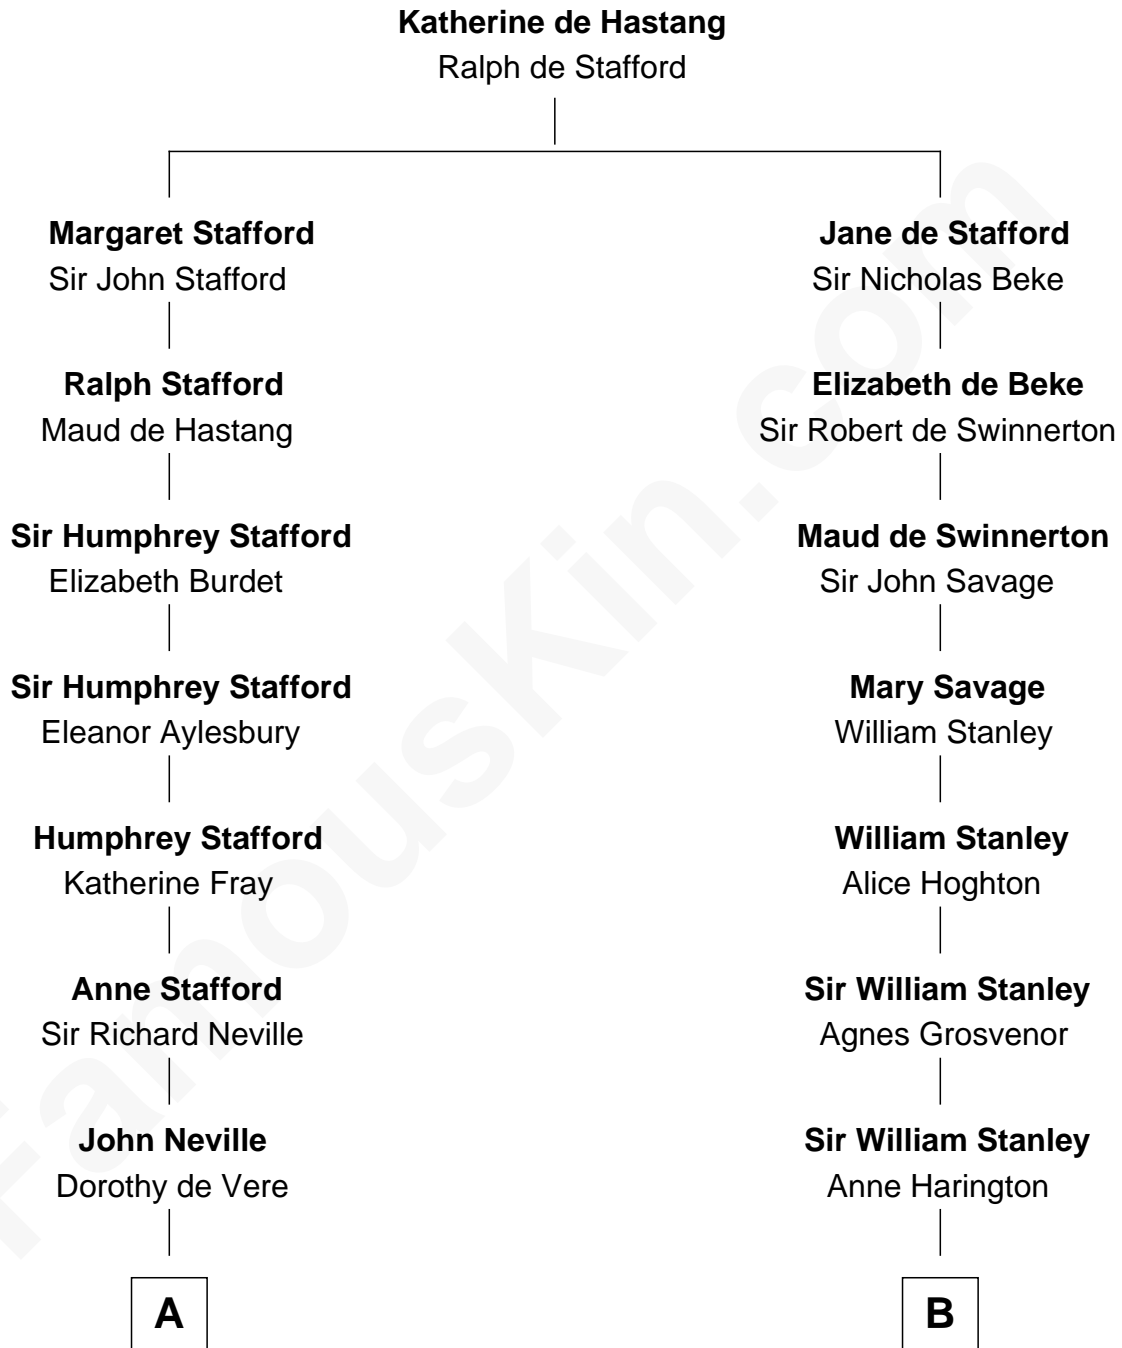 Katherine de Hastang
Ralph de Stafford
Margaret Stafford
Sir John Stafford
Jane de Stafford
Sir Nicholas Beke
Ralph Stafford
Maud de Hastang
Elizabeth de Beke
Sir Robert de Swinnerton
Sir Humphrey Stafford
Elizabeth Burdet
Maud de Swinnerton
Sir John Savage
Sir Humphrey Stafford
Eleanor Aylesbury
Mary Savage
William Stanley
Humphrey Stafford
Katherine Fray
William Stanley
Alice Hoghton
Anne Stafford
Sir Richard Neville
Sir William Stanley
Agnes Grosvenor
John Neville
Dorothy de Vere
Sir William Stanley
Anne Harington
A
B
FamousKin.com